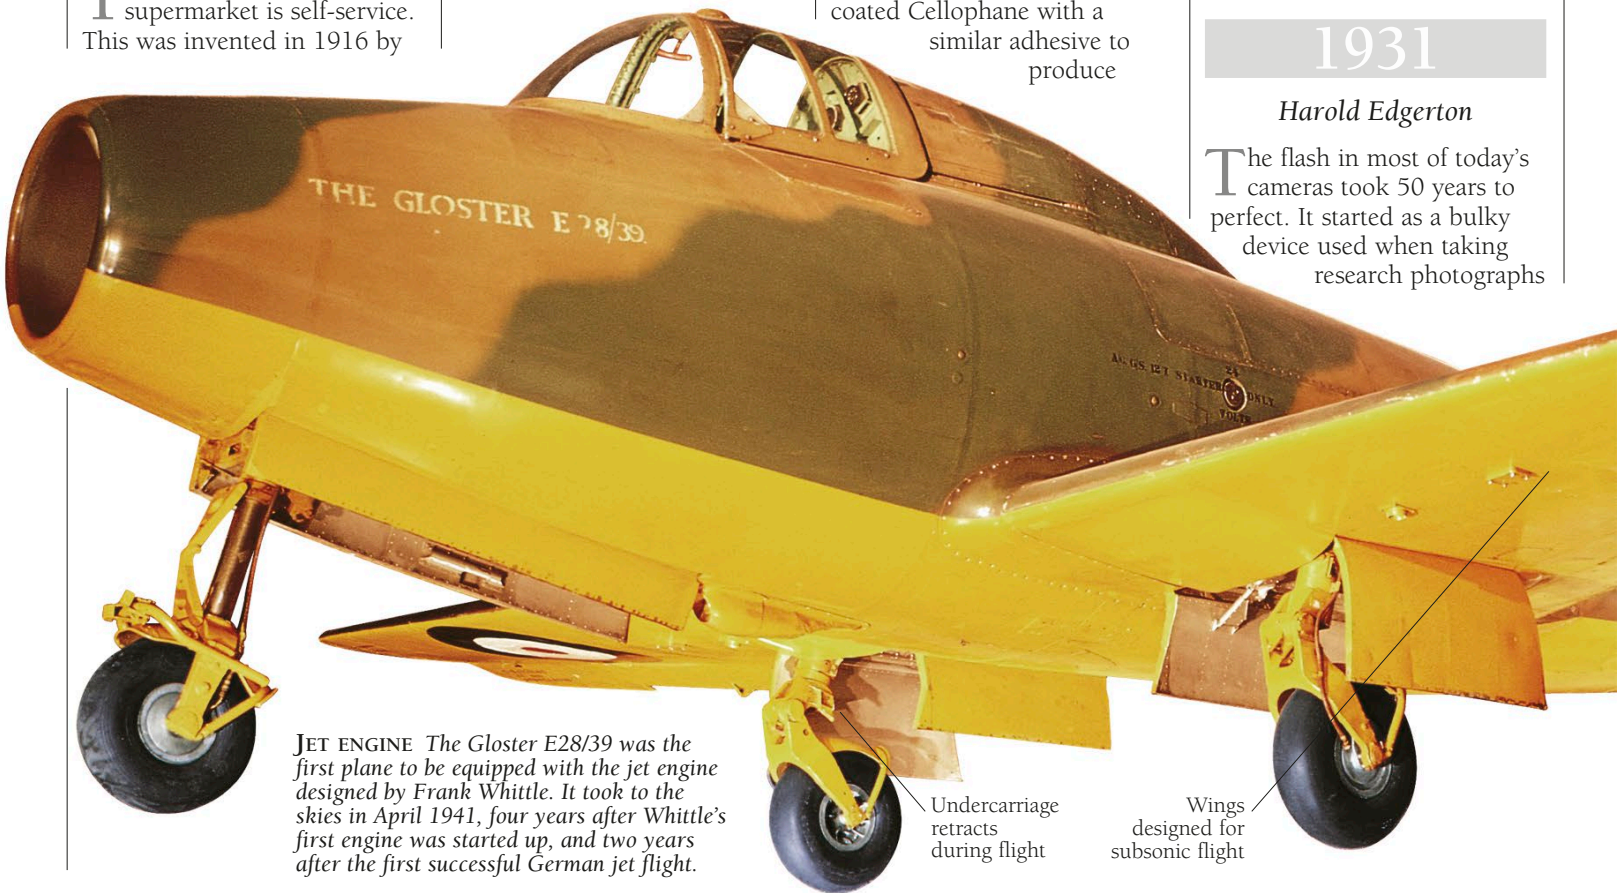 supermarket is self-service.
This was invented in 1916 by
coated Cellophane with a
similar adhesive to
produce
1931
Harold Edgerton
The flash in most of today's
cameras took 50 years to
perfect. It started as a bulky
device used when taking
research photographs
THE GLOSTER E 28/39.
STARTER ONLY
24
VOLTS
JET ENGINE The Gloster E28/39 was the
first plane to be equipped with the jet engine
designed by Frank Whittle. It took to the
skies in April 1941, four years after Whittle's
first engine was started up, and two years
after the first successful German jet flight.
Undercarriage
retracts
during flight
Wings
designed for
subsonic flight